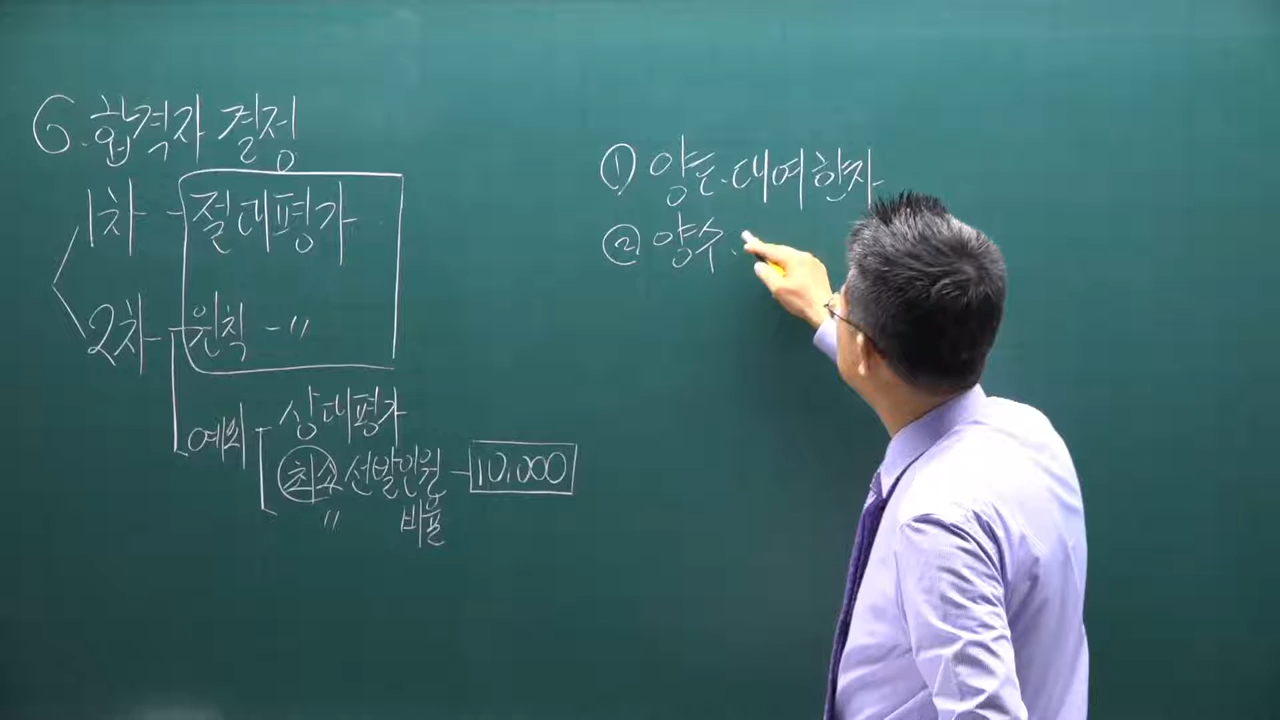 6. 합격자 결정
1차 - 절대평가
2차 - 원칙 - 〃
예외 - 상대평가
최소 선발인원 - 10,000
〃 비율
① 양도.대여한자
② 양수.